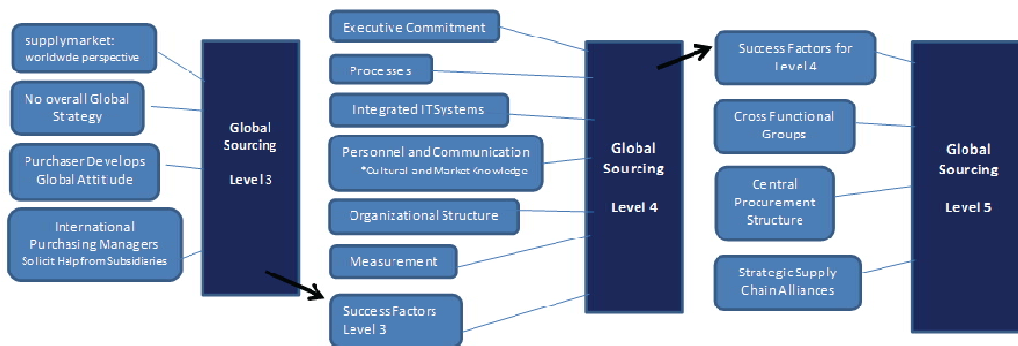 supplymarket:
worldwide perspective
No overall Global
Strategy
Purchaser Develops
Global Attitude
International
Purchasing Managers
Solicit Help from Subsidiaries
Global
Sourcing
Level 3
Executive Commitment
Processes
Integrated IT Systems
Personnel and Communication
*Cultural and Market Knowledge
Organizational Structure
Measurement
Success Factors
Level 3
Global
Sourcing
Level 4
Success Factors for
Level 4
Cross Functional
Groups
Central
Procurement
Structure
Strategic Supply
Chain Alliances
Global
Sourcing
Level 5